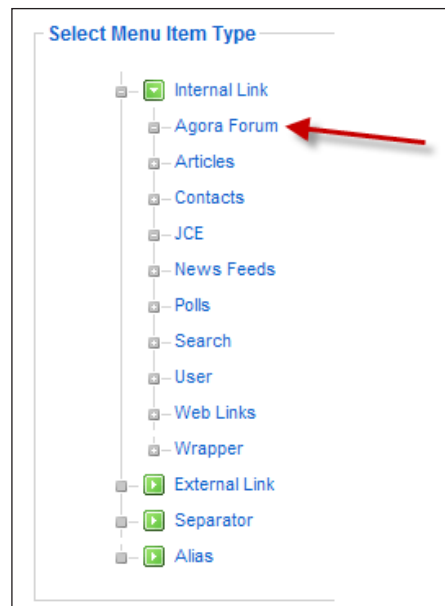 Select Menu Item Type
Internal Link
Agora Forum
Articles
Contacts
JCE
News Feeds
Polls
Search
User
Web Links
Wrapper
External Link
Separator
Alias